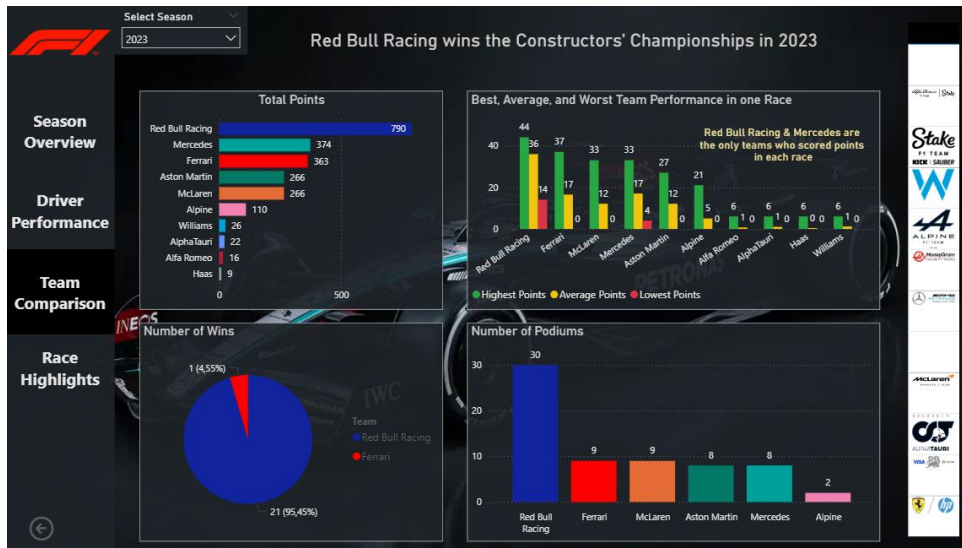 Select Season
2023
Red Bull Racing wins the Constructors' Championships in 2023
Season
Overview
Driver
Performance
Team
Comparison
Race
Highlights
Total Points
Red Bull Racing 790
Mercedes 374
Ferrari 363
Aston Martin 266
McLaren 266
Alpine 110
Williams 26
AlphaTauri 22
Alfa Romeo 16
Haas 9
0 500
Best, Average, and Worst Team Performance in one Race
Red Bull Racing & Mercedes are
the only teams who scored points
in each race
40
20
0
44 36 14
37 17 0
33 12 0
33 17 4
27 12 0
21 5 0
6 1 0
6 1 0
6 0 0
6 1 0
Red Bull Racing
Ferrari
McLaren
Mercedes
Aston Martin
Alpine
Alfa Romeo
AlphaTauri
Haas
Williams
Highest Points Average Points Lowest Points
Number of Wins
1 (4,55%)
21 (95,45%)
Team
Red Bull Racing
Ferrari
Number of Podiums
30
20
10
0
30 9 9 8 8 2
Red Bull
Racing
Ferrari McLaren Aston Martin Mercedes Alpine
INEOS
PETRONAS
IWC
PETRONAS
Stake
Stake
F1 TEAM
KICK SAUBER
ALPINE
F1 TEAM
MoneyGram
McLaren
ALPHATAURI
VISA
hp